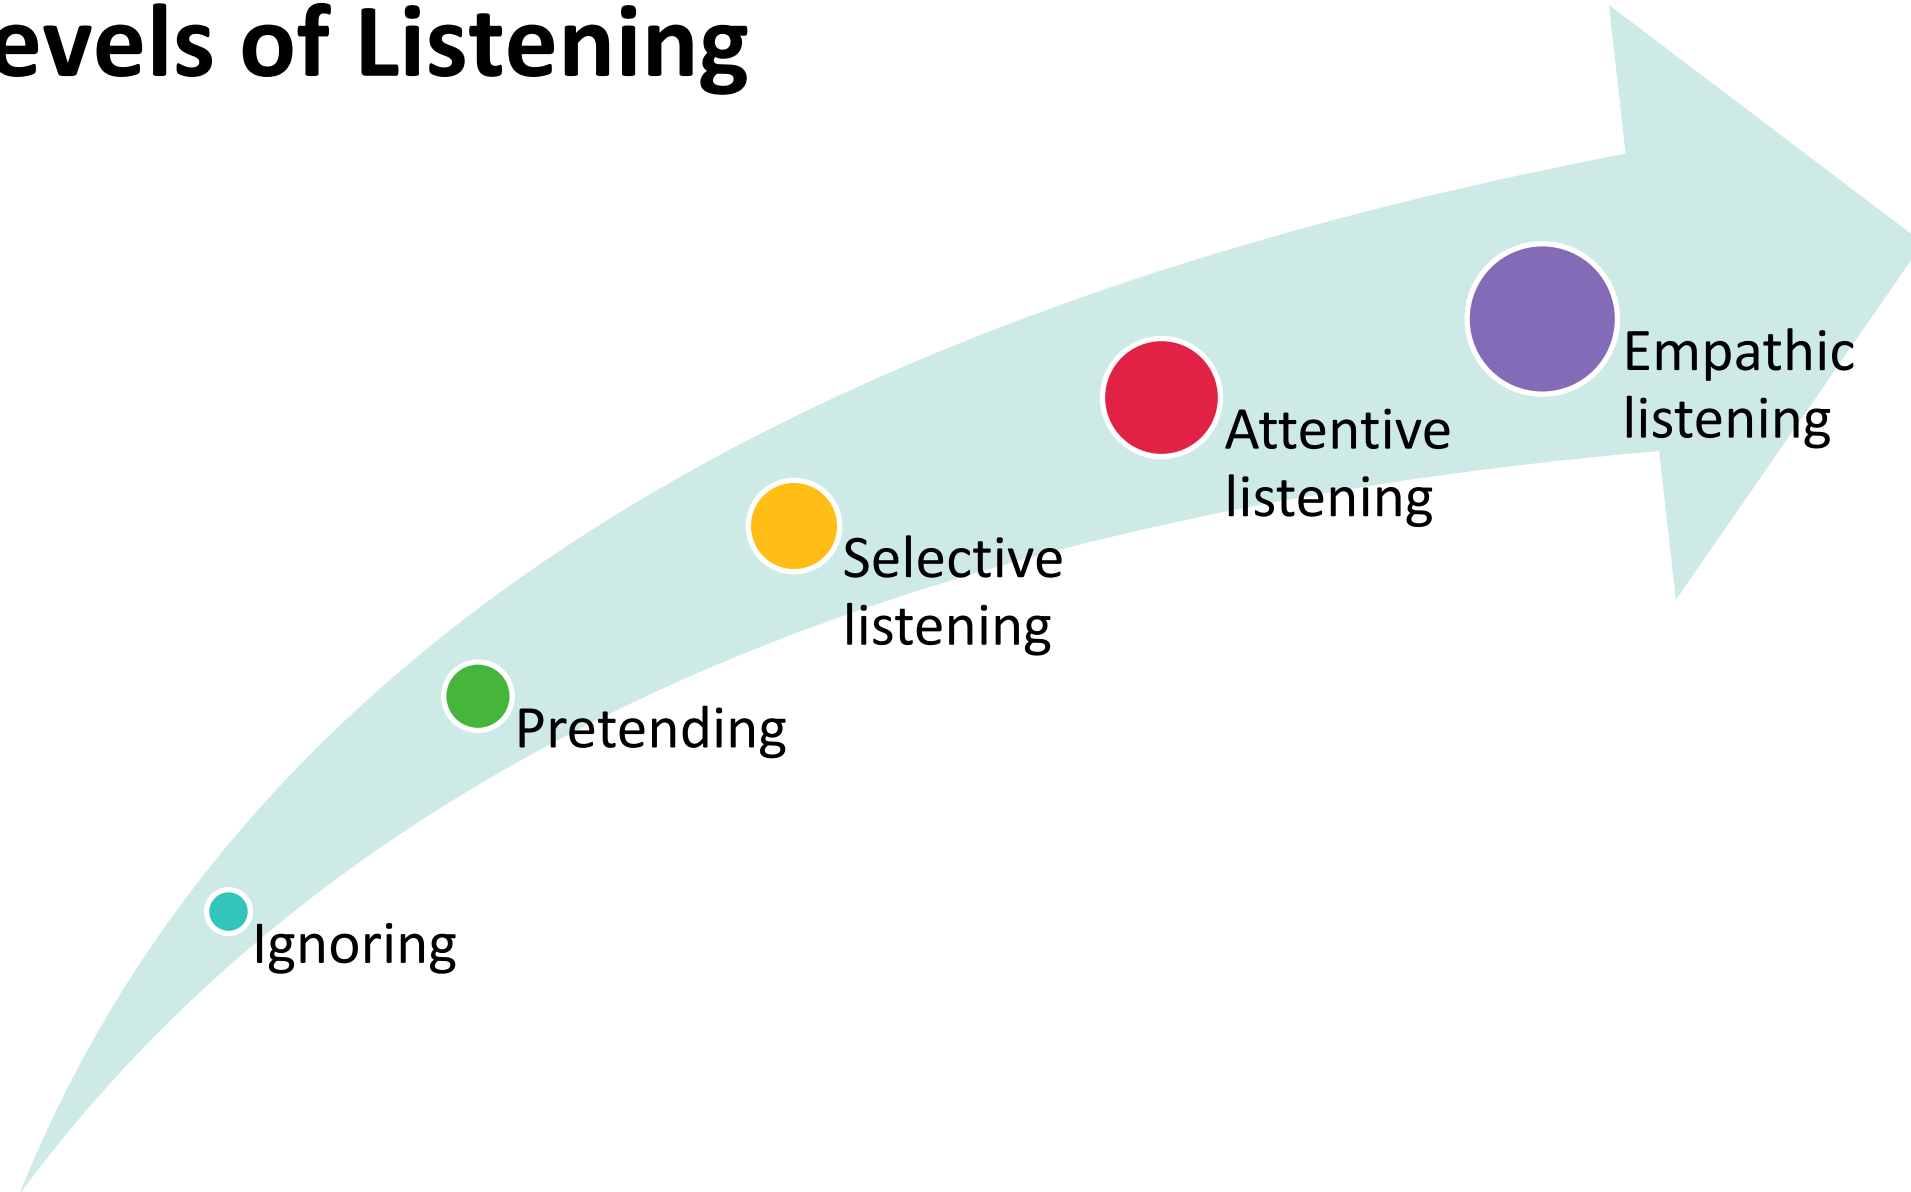 evels of Listening
Empathic
listening
Attentive
listening
Selective
listening
Pretending
Ignoring